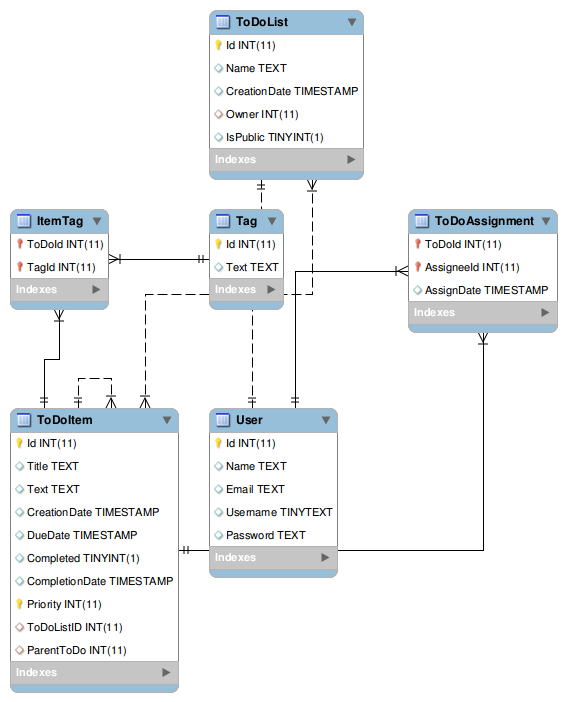 ToDoList
Id INT(11)
Name TEXT
CreationDate TIMESTAMP
Owner INT(11)
IsPublic TINYINT(1)
Indexes
ItemTag
ToDoId INT(11)
TagId INT(11)
Indexes
Tag
Id INT(11)
Text TEXT
Indexes
ToDoAssignment
ToDoId INT(11)
AssigneeId INT(11)
AssignDate TIMESTAMP
Indexes
ToDoItem
Id INT(11)
Title TEXT
Text TEXT
CreationDate TIMESTAMP
DueDate TIMESTAMP
Completed TINYINT(1)
CompletionDate TIMESTAMP
Priority INT(11)
ToDoListID INT(11)
ParentToDo INT(11)
Indexes
User
Id INT(11)
Name TEXT
Email TEXT
Username TINYTEXT
Password TEXT
Indexes